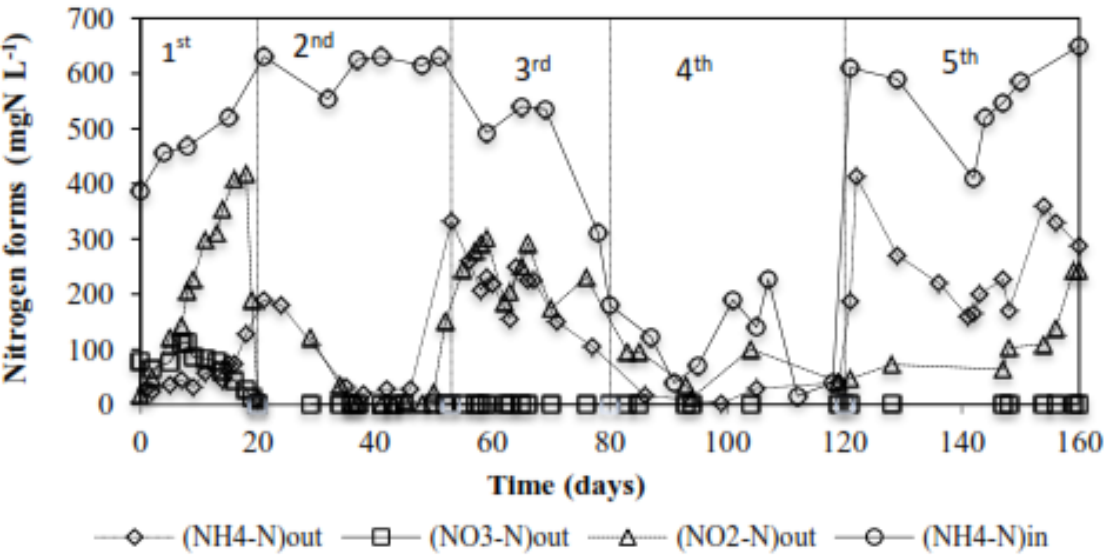 Nitrogen forms (mgN L-1)
700
600
500
400
300
200
100
0
1st
2nd
3rd
4th
5th
0 20 40 60 80 100 120 140 160
Time (days)
(NH4-N)out (NO3-N)out (NO2-N)out (NH4-N)in